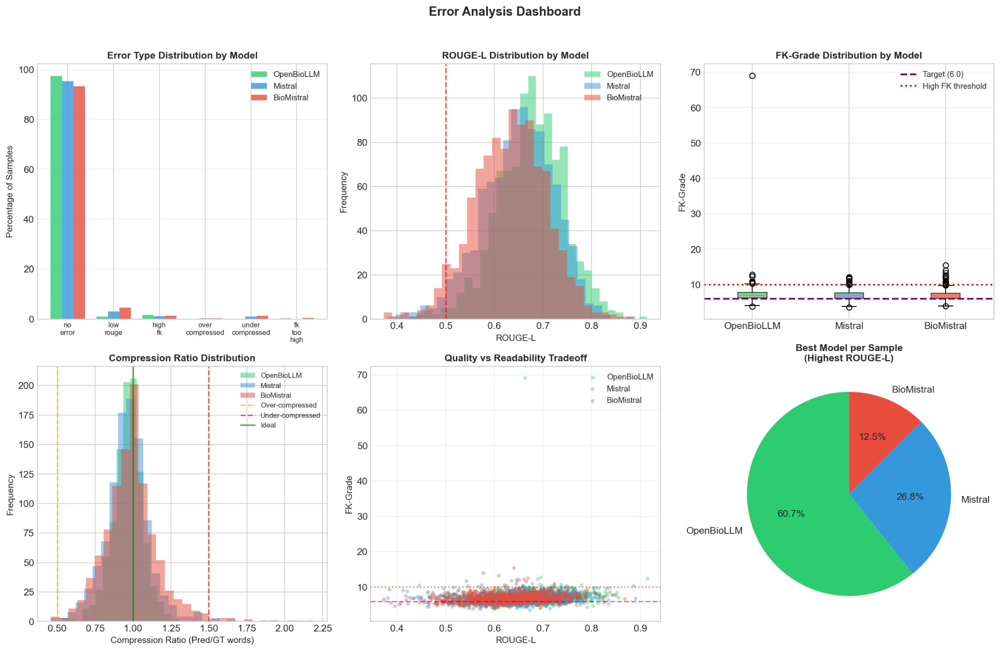 Error Analysis Dashboard
Error Type Distribution by Model
100
80
60
40
20
0
Percentage of Samples
OpenBioLLM
Mistral
BioMistral
no
error
low
rouge
high
fk
over
compressed
under
compressed
fk
too
high
ROUGE-L Distribution by Model
100
80
60
40
20
0
Frequency
OpenBioLLM
Mistral
BioMistral
0.4 0.5 0.6 0.7 0.8 0.9
ROUGE-L
FK-Grade Distribution by Model
70
60
50
40
30
20
10
FK-Grade
Target (6.0)
High FK threshold
OpenBioLLM Mistral BioMistral
Compression Ratio Distribution
200
175
150
125
100
75
50
25
0
Frequency
OpenBioLLM
Mistral
BioMistral
Over-compressed
Under-compressed
Ideal
0.50 0.75 1.00 1.25 1.50 1.75 2.00 2.25
Compression Ratio (Pred/GT words)
Quality vs Readability Tradeoff
70
60
50
40
30
20
10
FK-Grade
OpenBioLLM
Mistral
BioMistral
0.4 0.5 0.6 0.7 0.8 0.9
ROUGE-L
Best Model per Sample
(Highest ROUGE-L)
BioMistral
12.5%
26.8%
Mistral
60.7%
OpenBioLLM